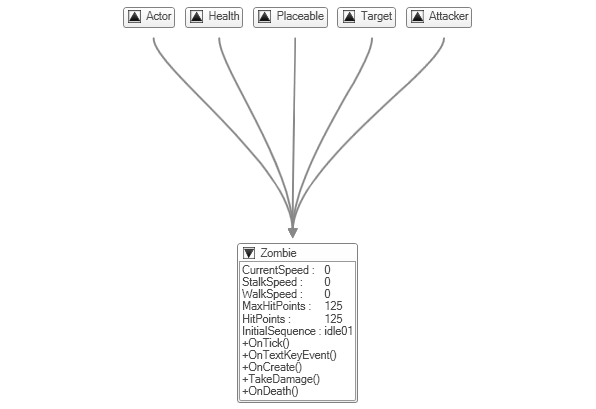 Actor Health Placeable Target Attacker
Zombie
CurrentSpeed : 0
StalkSpeed : 0
WalkSpeed : 0
MaxHitPoints : 125
HitPoints : 125
InitialSequence : idle01
+OnTick()
+OnTextKeyEvent()
+OnCreate()
+TakeDamage()
+OnDeath()